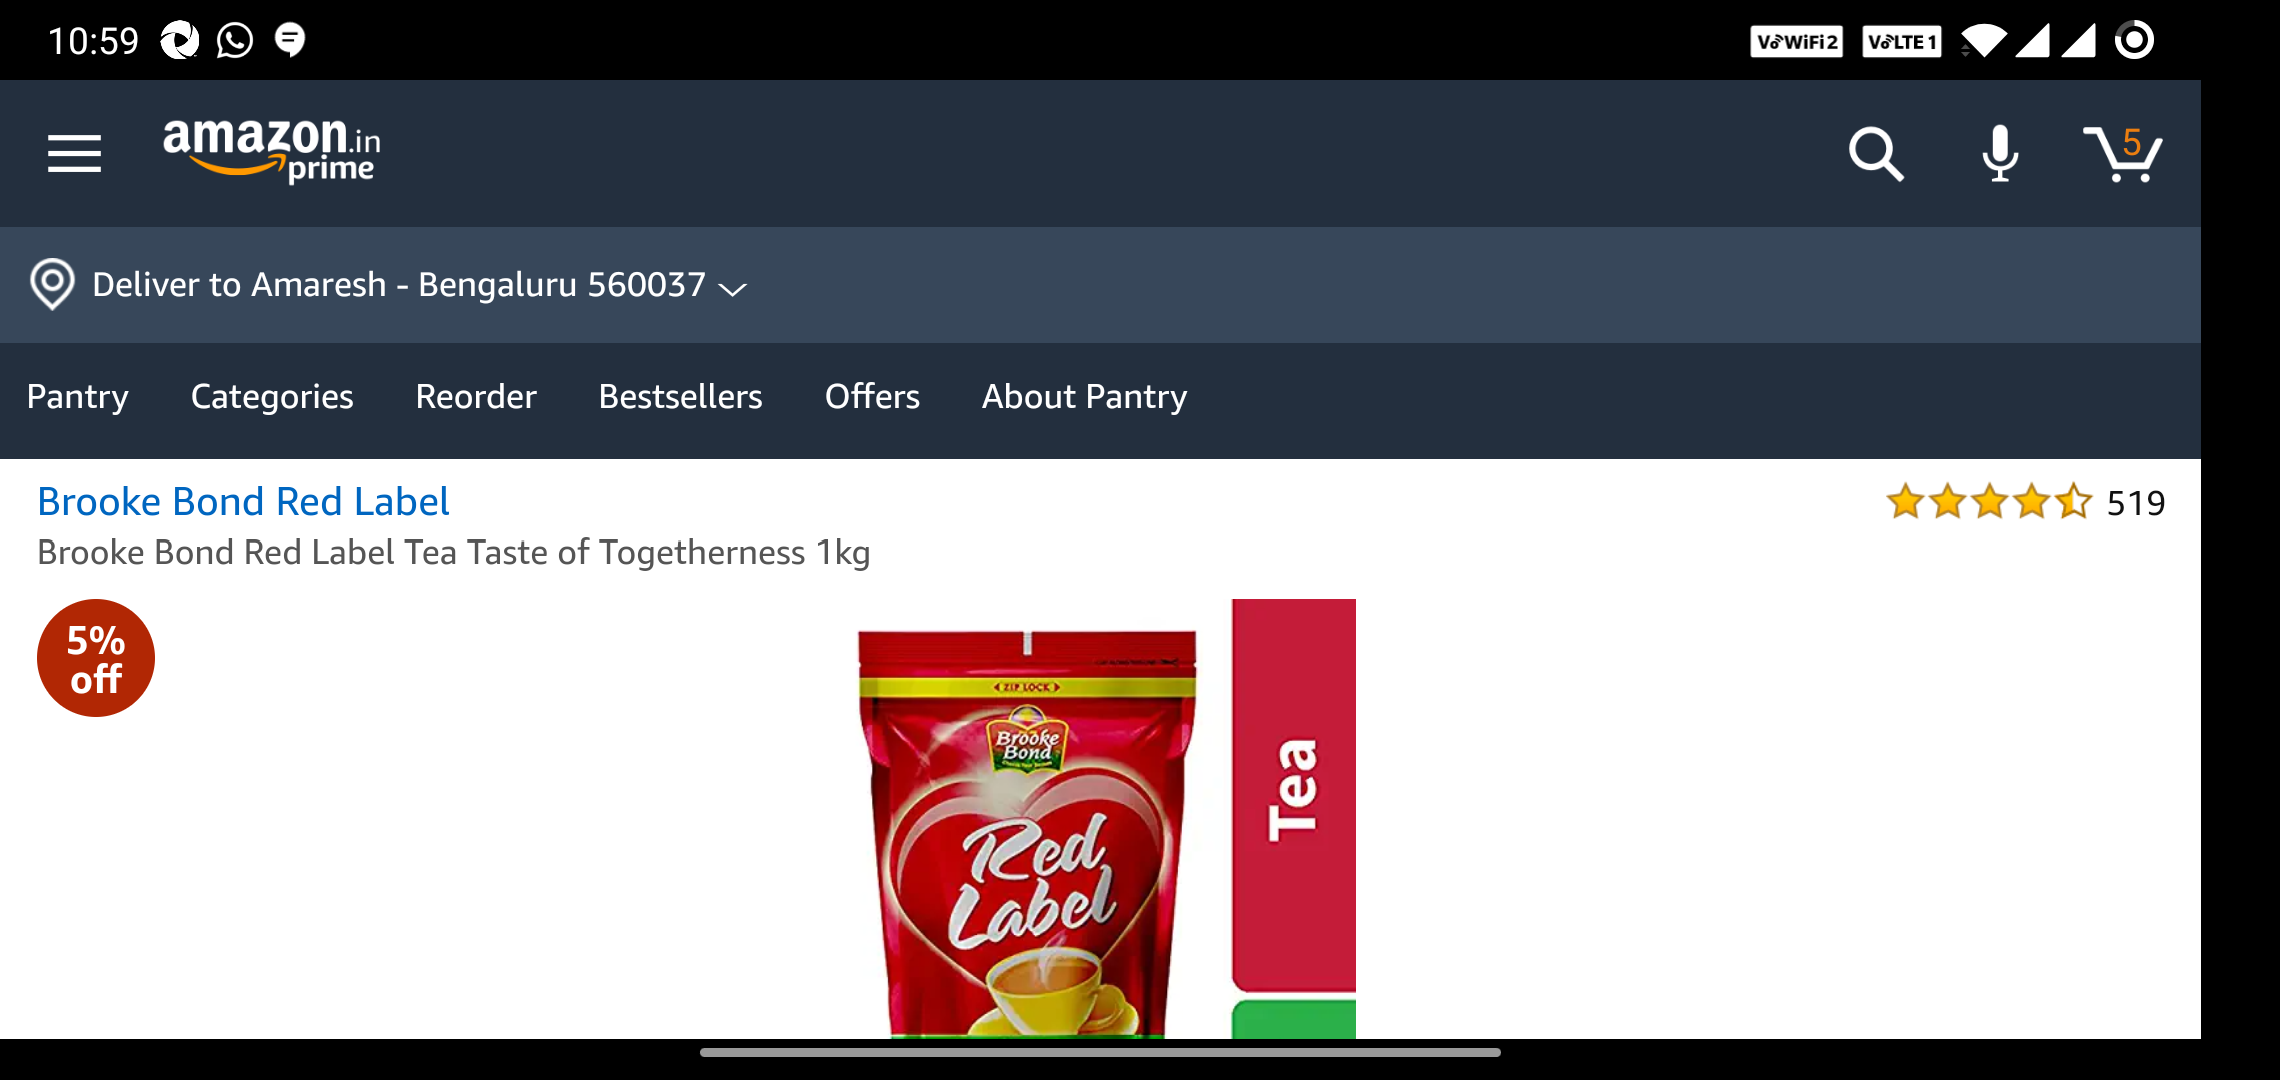 10:59
VoWiFi2 VoLTE 1
amazon.in
prime
5
Deliver to Amaresh - Bengaluru 560037
Pantry Categories Reorder Bestsellers Offers About Pantry
Brooke Bond Red Label
519
Brooke Bond Red Label Tea Taste of Togetherness 1kg
5%
off
ZIP LOCK
Brooke
Bond
Red
Label
Tea